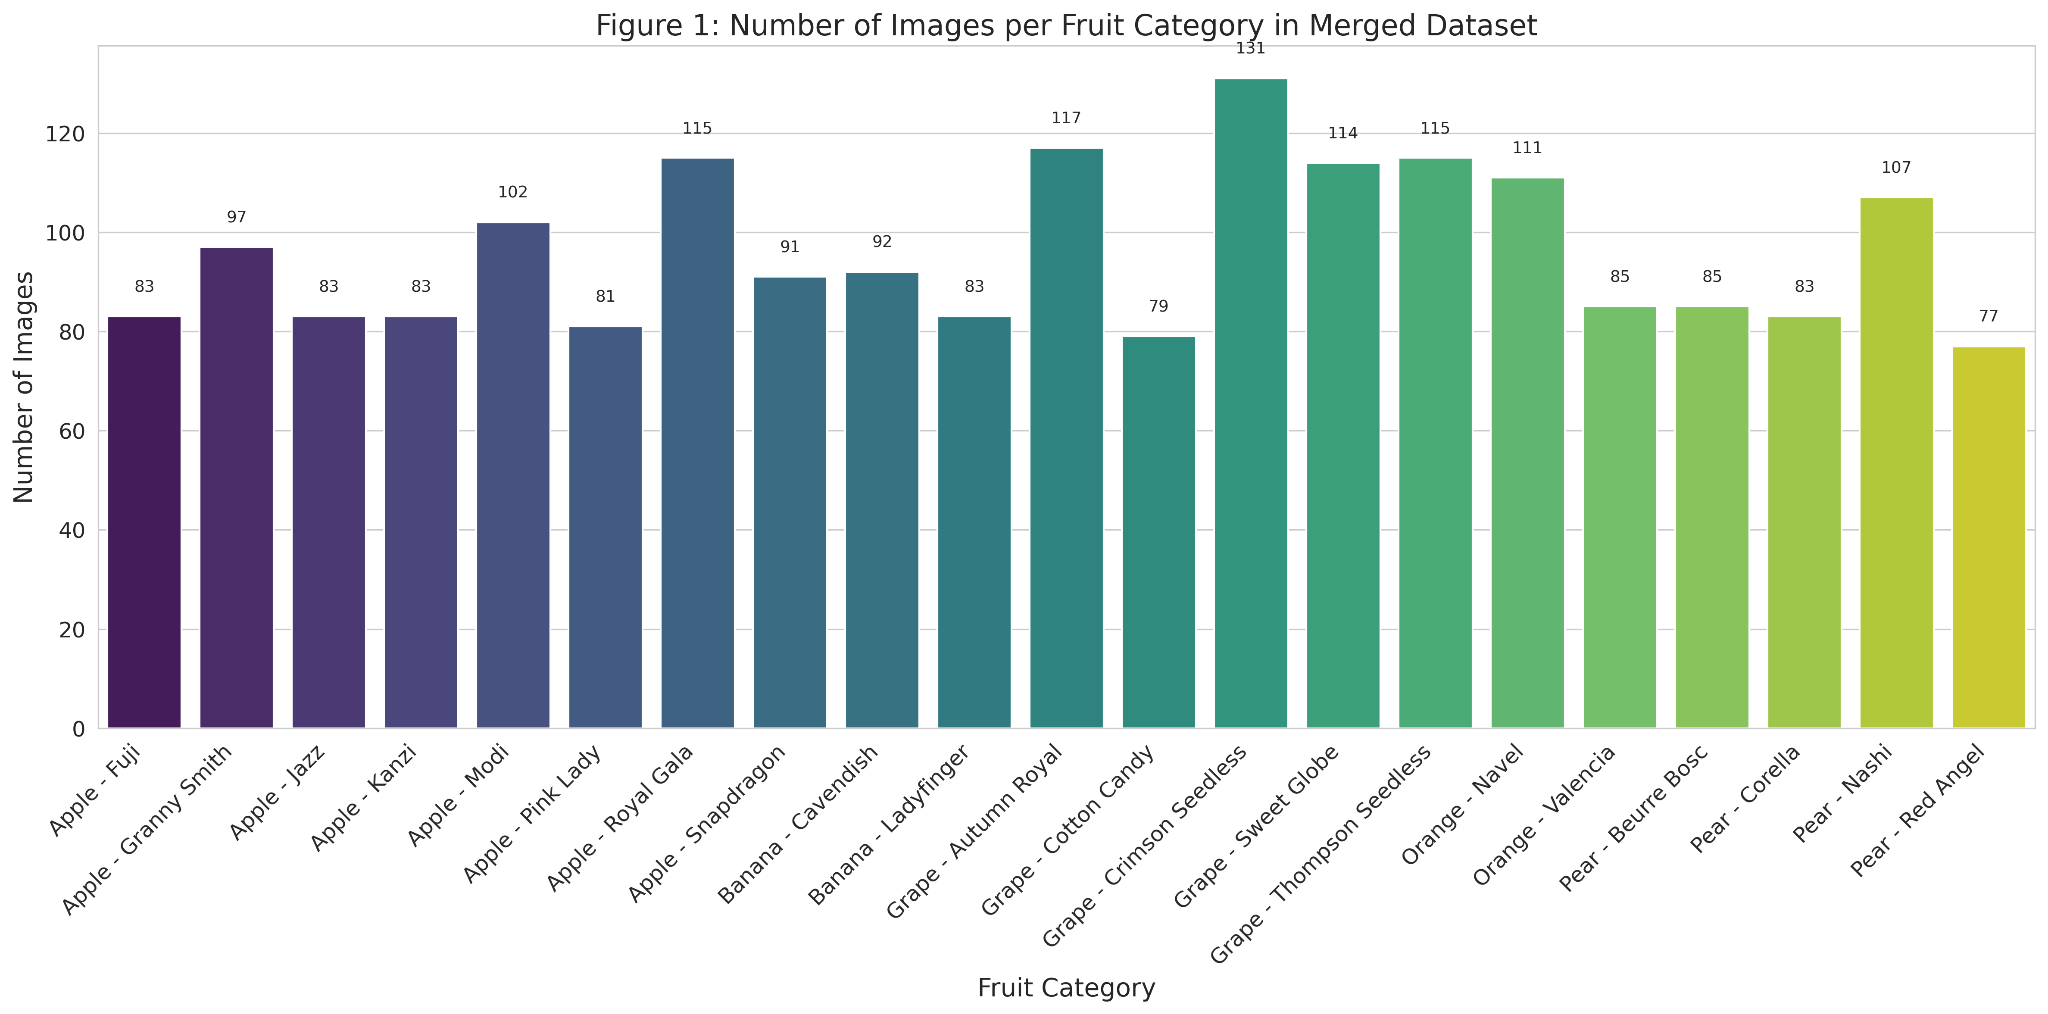 Figure 1: Number of Images per Fruit Category in Merged Dataset
Number of Images
120
100
80
60
40
20
0
83
97
83
83
102
81
115
91
92
83
117
79
131
114
115
111
85
85
83
107
77
Apple - Fuji
Apple - Granny Smith
Apple - Jazz
Apple - Kanzi
Apple - Modi
Apple - Pink Lady
Apple - Royal Gala
Apple - Snapdragon
Banana - Cavendish
Banana - Ladyfinger
Grape - Autumn Royal
Grape - Cotton Candy
Grape - Crimson Seedless
Grape - Sweet Globe
Grape - Thompson Seedless
Orange - Navel
Orange - Valencia
Pear - Beurre Bosc
Pear - Corella
Pear - Nashi
Pear - Red Angel
Fruit Category